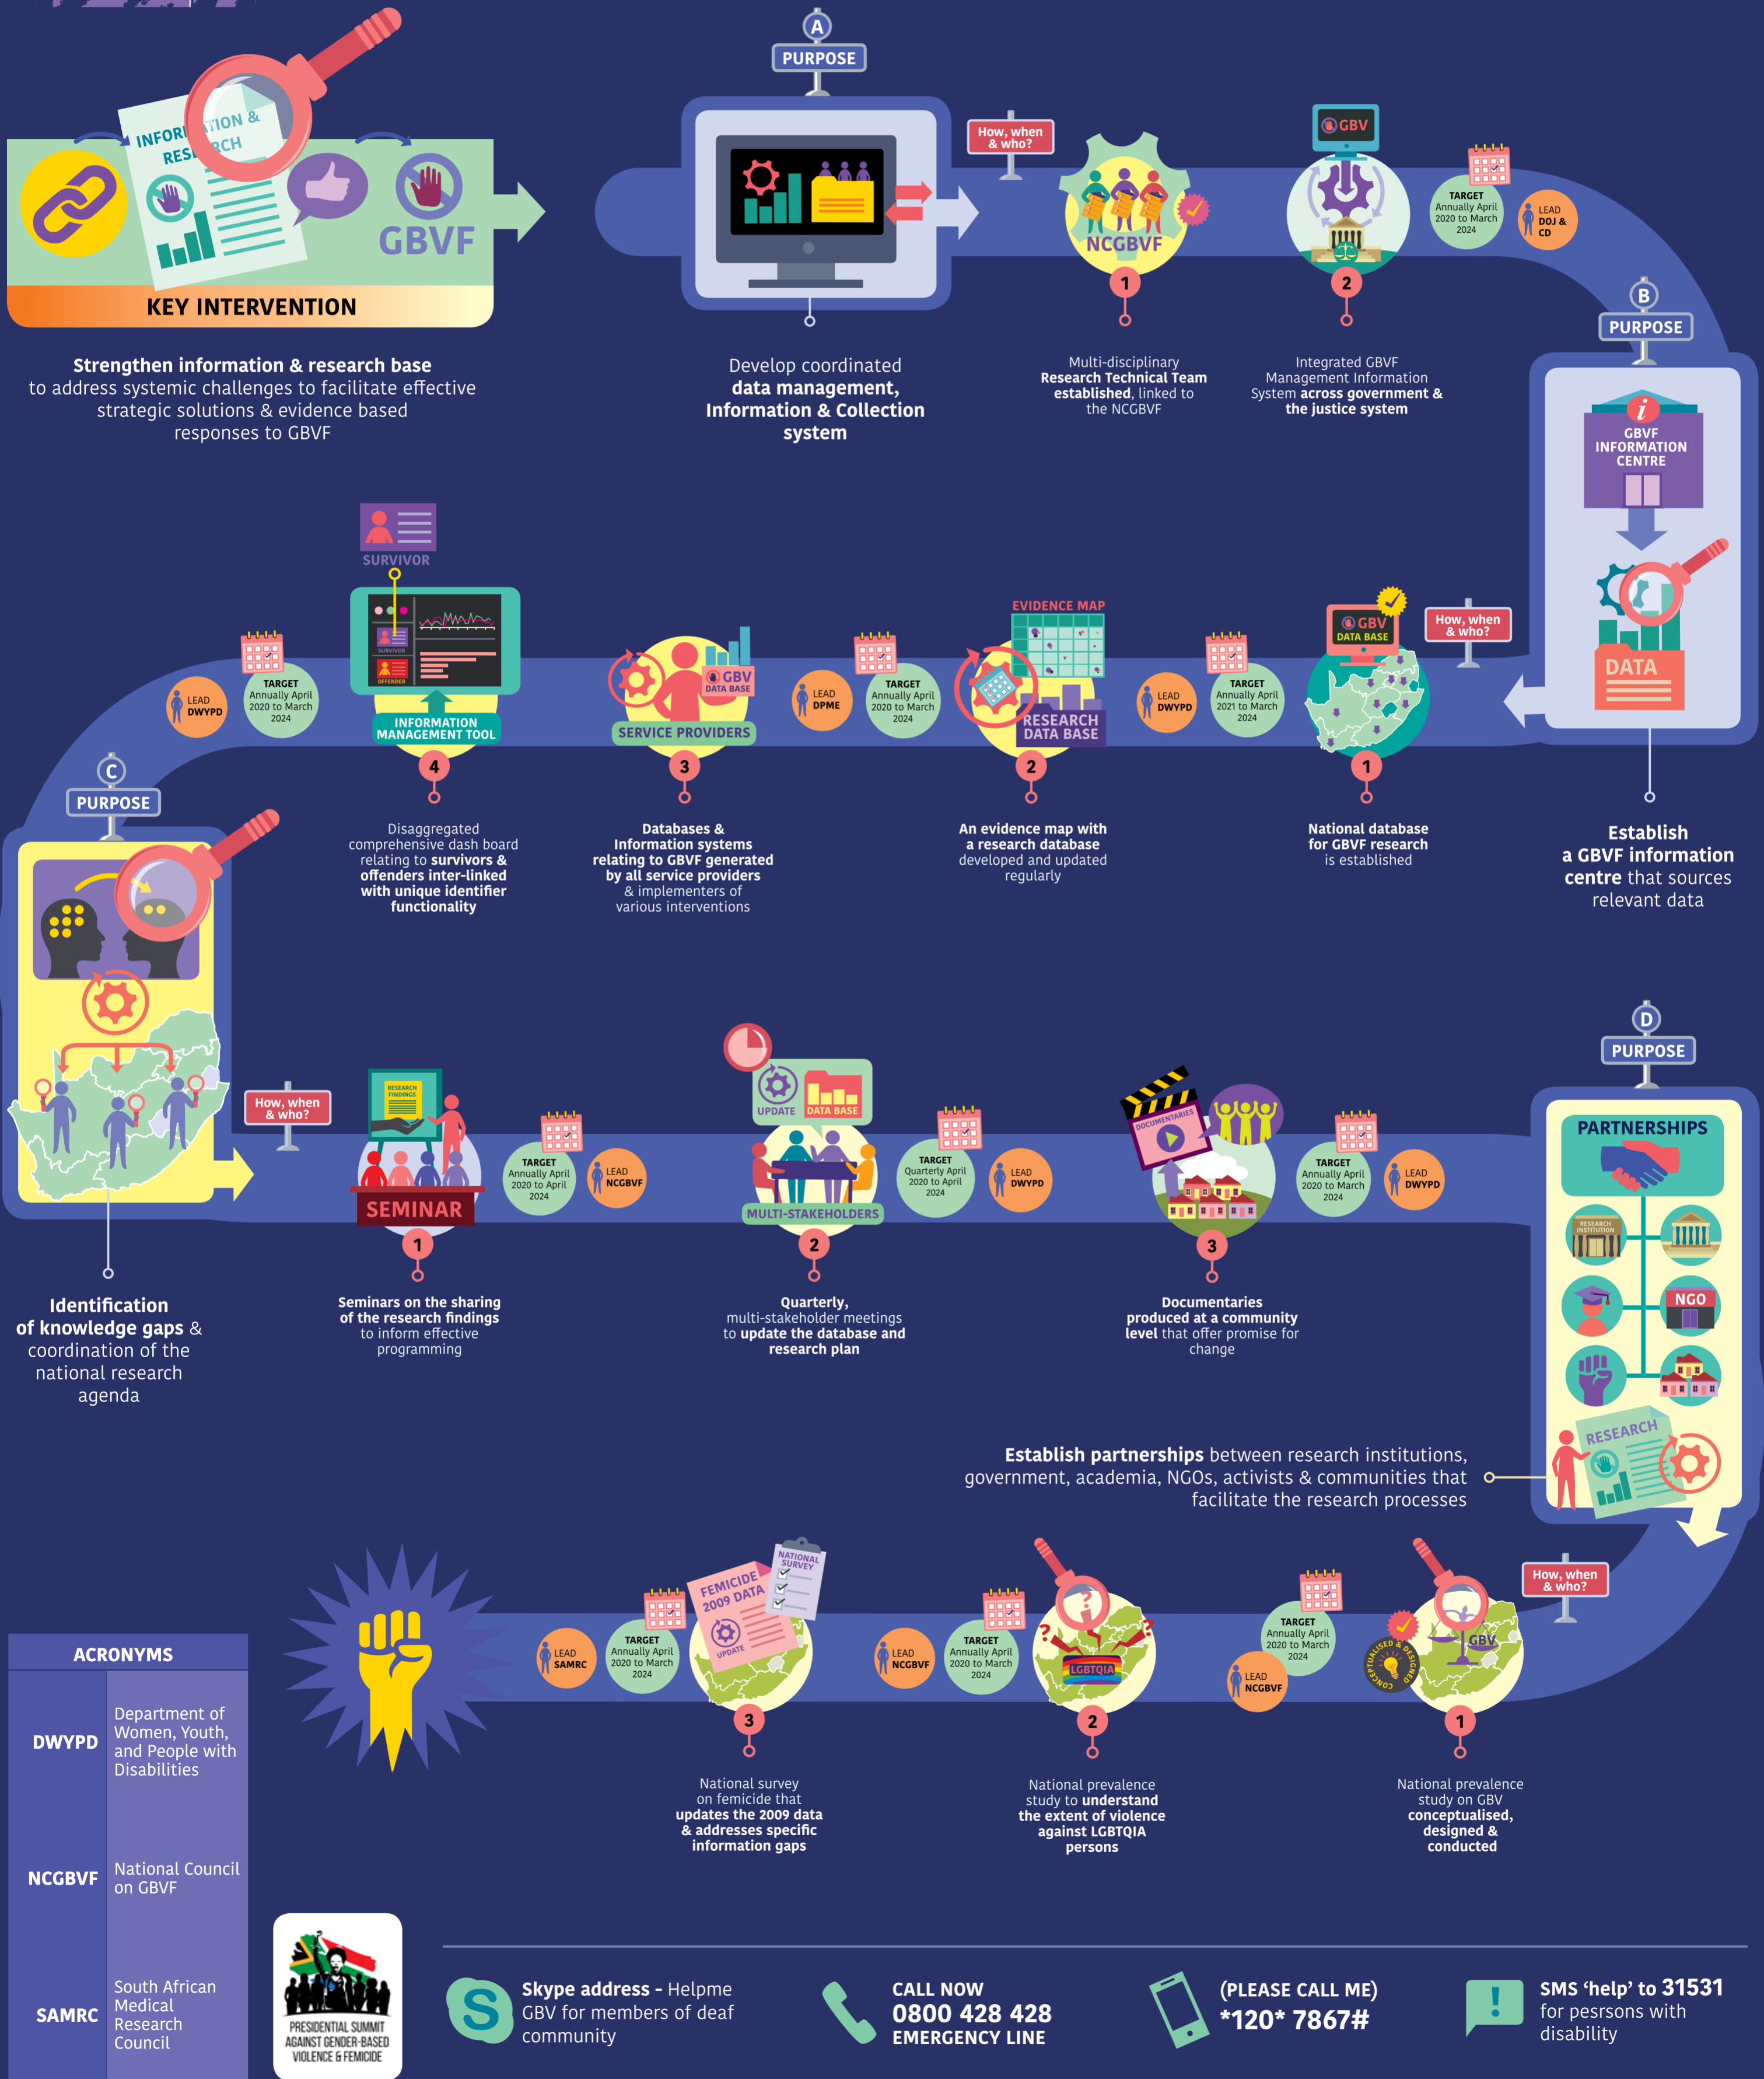 INFORMATION &
RESEARCH
GBVF
KEY INTERVENTION
Strengthen information & research base
to address systemic challenges to facilitate effective
strategic solutions & evidence based
responses to GBVF
A
PURPOSE
Develop coordinated
data management,
Information & Collection
system
How, when
& who?
NCGBVF
1
Multi-disciplinary
Research Technical Team
established, linked to
the NCGBVF
GBV
2
Integrated GBVF
Management Information
System across government &
the justice system
TARGET
Annually April
2020 to March
2024
LEAD
DOJ &
CD
B
PURPOSE
i
GBVF
INFORMATION
CENTRE
DATA
Establish
a GBVF information
centre that sources
relevant data
How, when
& who?
GBV
DATA BASE
1
National database
for GBVF research
is established
TARGET
Annually April
2021 to March
2024
LEAD
DWYPD
EVIDENCE MAP
RESEARCH
DATA BASE
2
An evidence map with
a research database
developed and updated
regularly
TARGET
Annually April
2020 to March
2024
LEAD
DPME
GBV
DATA BASE
SERVICE PROVIDERS
3
Databases &
Information systems
relating to GBVF generated
by all service providers
& implementers of
various interventions
SURVIVOR
SURVIVOR
OFFENDER
INFORMATION
MANAGEMENT TOOL
4
Disaggregated
comprehensive dash board
relating to survivors &
offenders inter-linked
with unique identifier
functionality
TARGET
Annually April
2020 to March
2024
LEAD
DWYPD
C
PURPOSE
Identification
of knowledge gaps &
coordination of the
national research
agenda
How, when
& who?
RESEARCH
FINDINGS
SEMINAR
1
Seminars on the sharing
of the research findings
to inform effective
programming
TARGET
Annually April
2020 to April
2024
LEAD
NCGBVF
UPDATE
DATA BASE
MULTI-STAKEHOLDERS
2
Quarterly,
multi-stakeholder meetings
to update the database and
research plan
TARGET
Quarterly April
2020 to April
2024
LEAD
DWYPD
DOCUMENTARIES
3
Documentaries
produced at a community
level that offer promise for
change
TARGET
Annually April
2020 to March
2024
LEAD
DWYPD
D
PURPOSE
PARTNERSHIPS
RESEARCH
INSTITUTION
NGO
RESEARCH
Establish partnerships between research institutions,
government, academia, NGOs, activists & communities that
facilitate the research processes
How, when
& who?
GBV
CONCEPTUALISED & DESIGNED
1
National prevalence
study on GBV
conceptualised,
designed &
conducted
TARGET
Annually April
2020 to March
2024
LEAD
NCGBVF
?
?
?
LGBTQIA
2
National prevalence
study to understand
the extent of violence
against LGBTQIA
persons
TARGET
Annually April
2020 to March
2024
LEAD
NCGBVF
NATIONAL
SURVEY
FEMICIDE
2009 DATA
UPDATE
3
National survey
on femicide that
updates the 2009 data
& addresses specific
information gaps
TARGET
Annually April
2020 to March
2024
LEAD
SAMRC
ACRONYMS
DWYPD
Department of
Women, Youth,
and People with
Disabilities
NCGBVF
National Council
on GBVF
SAMRC
South African
Medical
Research
Council
PRESIDENTIAL SUMMIT
AGAINST GENDER-BASED
VIOLENCE & FEMICIDE
S
Skype address - Helpme
GBV for members of deaf
community
CALL NOW
0800 428 428
EMERGENCY LINE
(PLEASE CALL ME)
*120* 7867#
!
SMS ‘help’ to 31531
for pesrsons with
disability